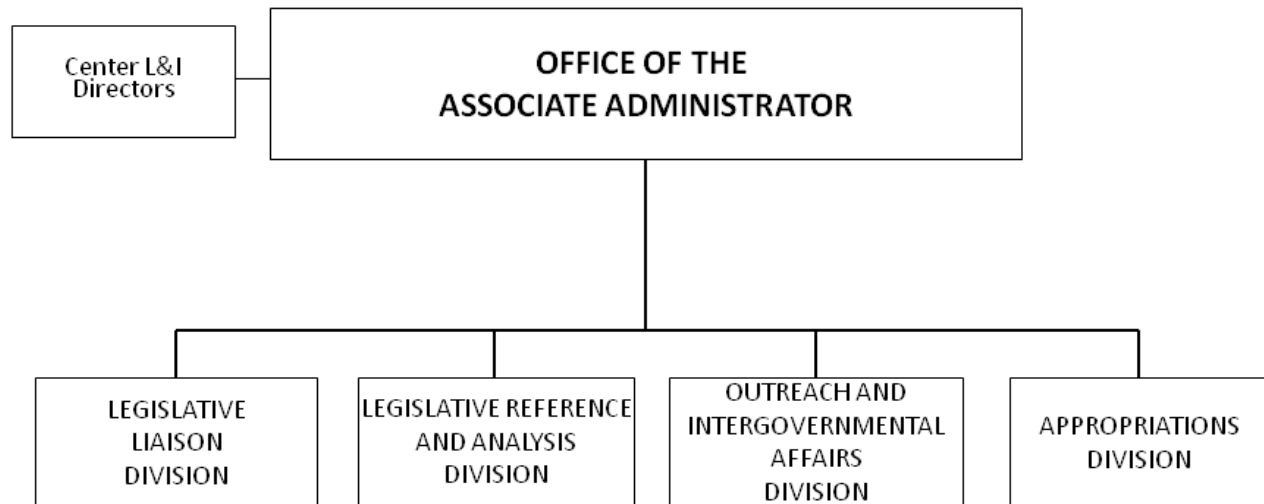 Center L&I
Directors
OFFICE OF THE
ASSOCIATE ADMINISTRATOR
LEGISLATIVE
LIAISON
DIVISION
LEGISLATIVE REFERENCE
AND ANALYSIS
DIVISION
OUTREACH AND
INTERGOVERNMENTAL
AFFAIRS
DIVISION
APPROPRIATIONS
DIVISION